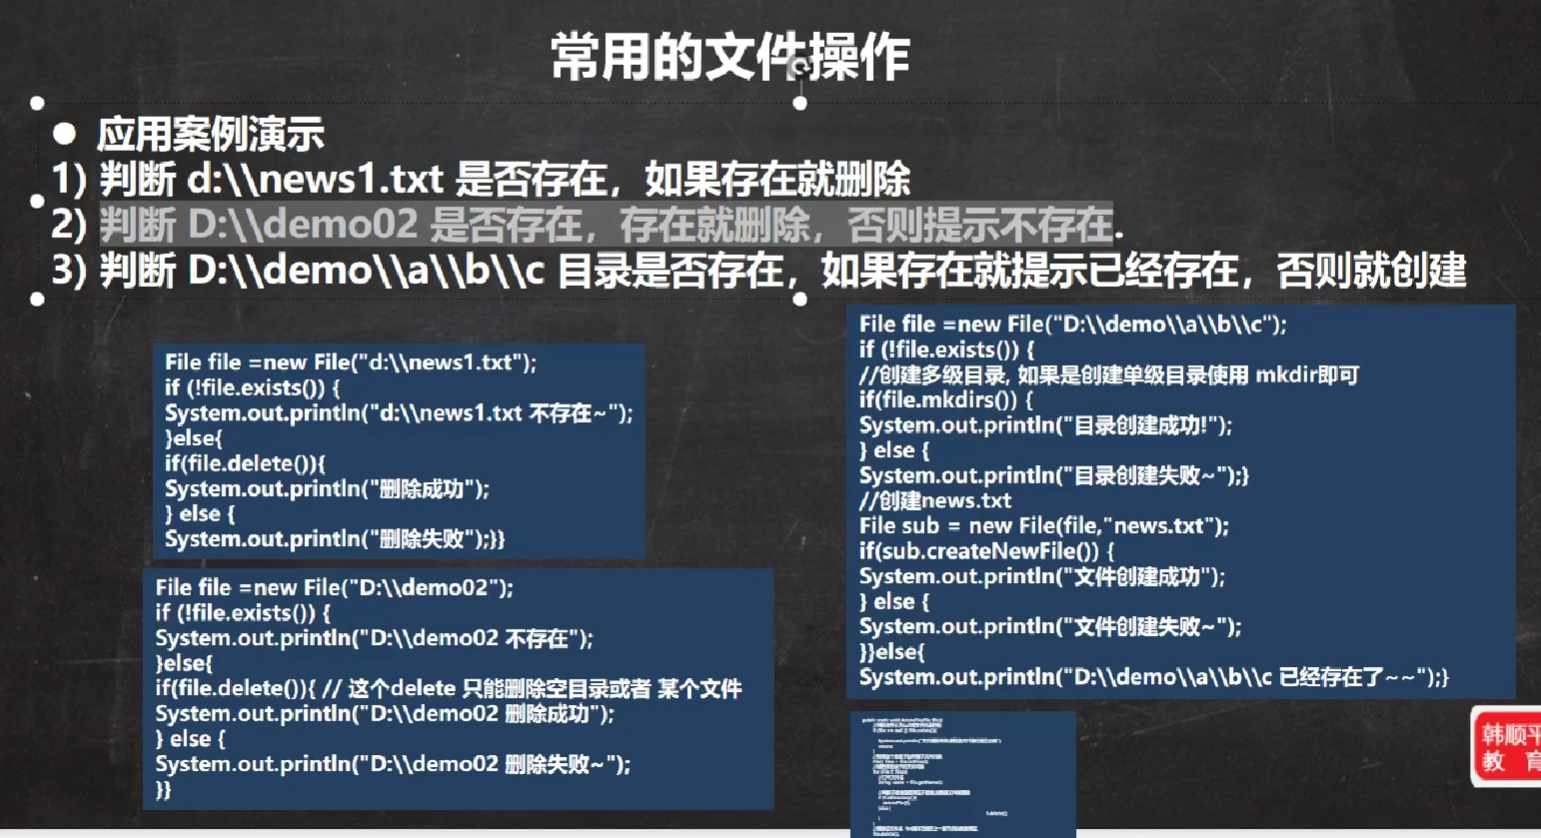 常用的文件操作
● 应用案例演示
1) 判断 d:\\news1.txt 是否存在，如果存在就删除
2) 判断 D:\\demo02 是否存在，存在就删除，否则提示不存在.
3) 判断 D:\\demo\\a\\b\\c 目录是否存在，如果存在就提示已经存在，否则就创建
File file =new File("d:\\news1.txt");
if (!file.exists()) {
System.out.println("d:\\news1.txt 不存在~");
}else{
if(file.delete()){
System.out.println("删除成功");
} else {
System.out.println("删除失败");}}
File file =new File("D:\\demo02");
if (!file.exists()) {
System.out.println("D:\\demo02 不存在");
}else{
if(file.delete()){ // 这个delete 只能删除空目录或者 某个文件
System.out.println("D:\\demo02 删除成功");
} else {
System.out.println("D:\\demo02 删除失败~");
}}
File file =new File("D:\\demo\\a\\b\\c");
if (!file.exists()) {
//创建多级目录, 如果是创建单级目录使用 mkdir即可
if(file.mkdirs()) {
System.out.println("目录创建成功!");
} else {
System.out.println("目录创建失败~");}
//创建news.txt
File sub = new File(file,"news.txt");
if(sub.createNewFile()) {
System.out.println("文件创建成功");
} else {
System.out.println("文件创建失败~");
}}else{
System.out.println("D:\\demo\\a\\b\\c 已经存在了~~");}
韩顺平
教 育